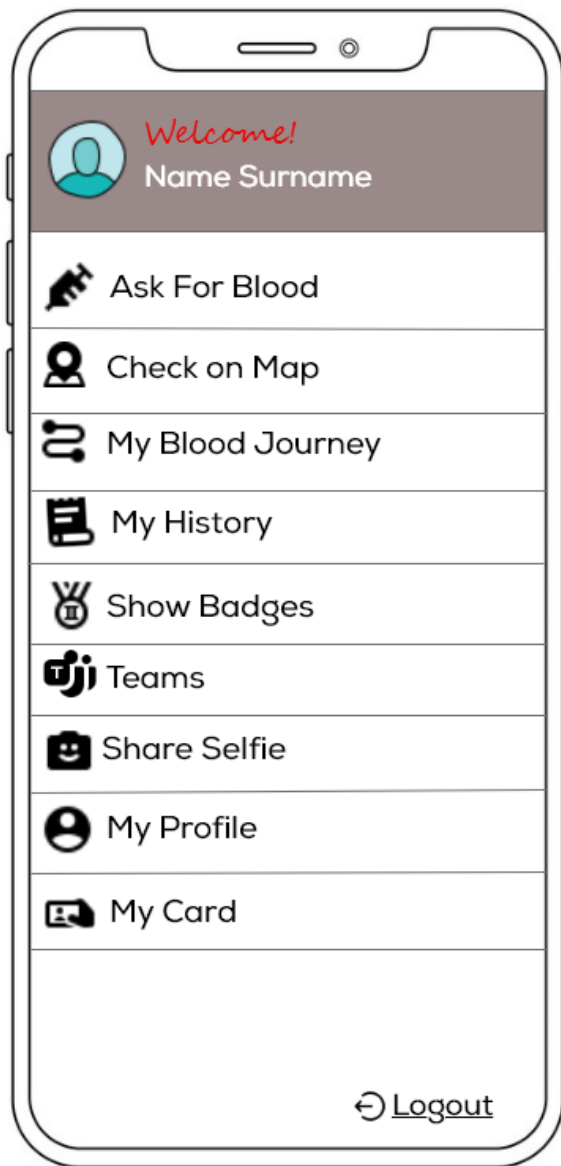 Welcome!
Name Surname
Ask For Blood
Check on Map
My Blood Journey
My History
Show Badges
Teams
Share Selfie
My Profile
My Card
Logout